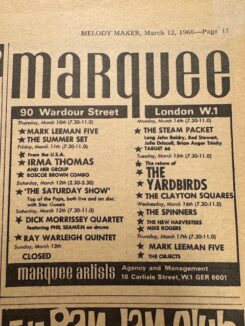 MELODY MAKER, March 12, 1966—Page 17
marquee
90 Wardour Street
London W.1
Thursday, March 10th (7.30-11.0)
★ MARK LEEMAN FIVE
★ THE SUMMER SET
Friday, March 11th (7.30-11.0)
★ From the U.S.A.
IRMA THOMAS
AND HER GROUP
★ ROSCOE BROWN COMBO
Saturday, March 12th (2.30-5.30)
★ "THE SATURDAY SHOW"
Top of the Pops, both live and on disc
with Star Guests
Saturday, March 12th (7.30-11.0)
★ DICK MORRISSEY QUARTET
Featuring PHIL SEAMEN on drums
★ RAY WARLEIGH QUINTET
Sunday, March 13th
CLOSED
Monday, March 14th (7.30-11.0)
★ THE STEAM PACKET
Long John Baldry, Rod Stewart,
Julie Driscoll, Brian Auger Trinity
★ TARGET 66
Tuesday, March 15th (7.30-11.0)
★ The return of
THE
YARDBIRDS
★ THE CLAYTON SQUARES
Wednesday, March 16th (7.30-11.0)
★ THE SPINNERS
★ THE NEW HARVESTERS
★ MIKE ROGERS
Thursday, March 17th (7.30-11.0)
★ MARK LEEMAN FIVE
★ THE OBJECTS
marquee artists
Agency and Management
18 Carlisle Street, W.1 GER 6601